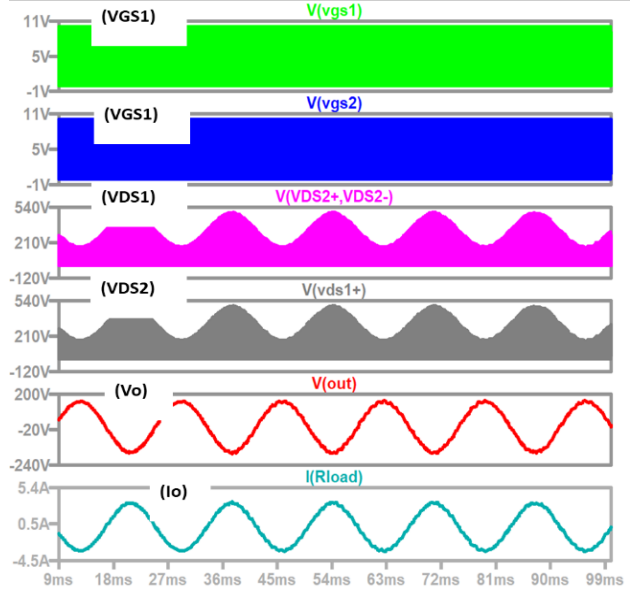 (VGS1)
V(vgs1)
11V
5V
-1V
(VGS1)
V(vgs2)
11V
5V
-1V
(VDS1)
V(VDS2+,VDS2-)
540V
210V
-120V
(VDS2)
V(vds1+)
540V
210V
-120V
(Vo)
V(out)
200V
-20V
-240V
(Io)
I(Rload)
5.4A
0.5A
-4.5A
9ms 18ms 27ms 36ms 45ms 54ms 63ms 72ms 81ms 90ms 99ms